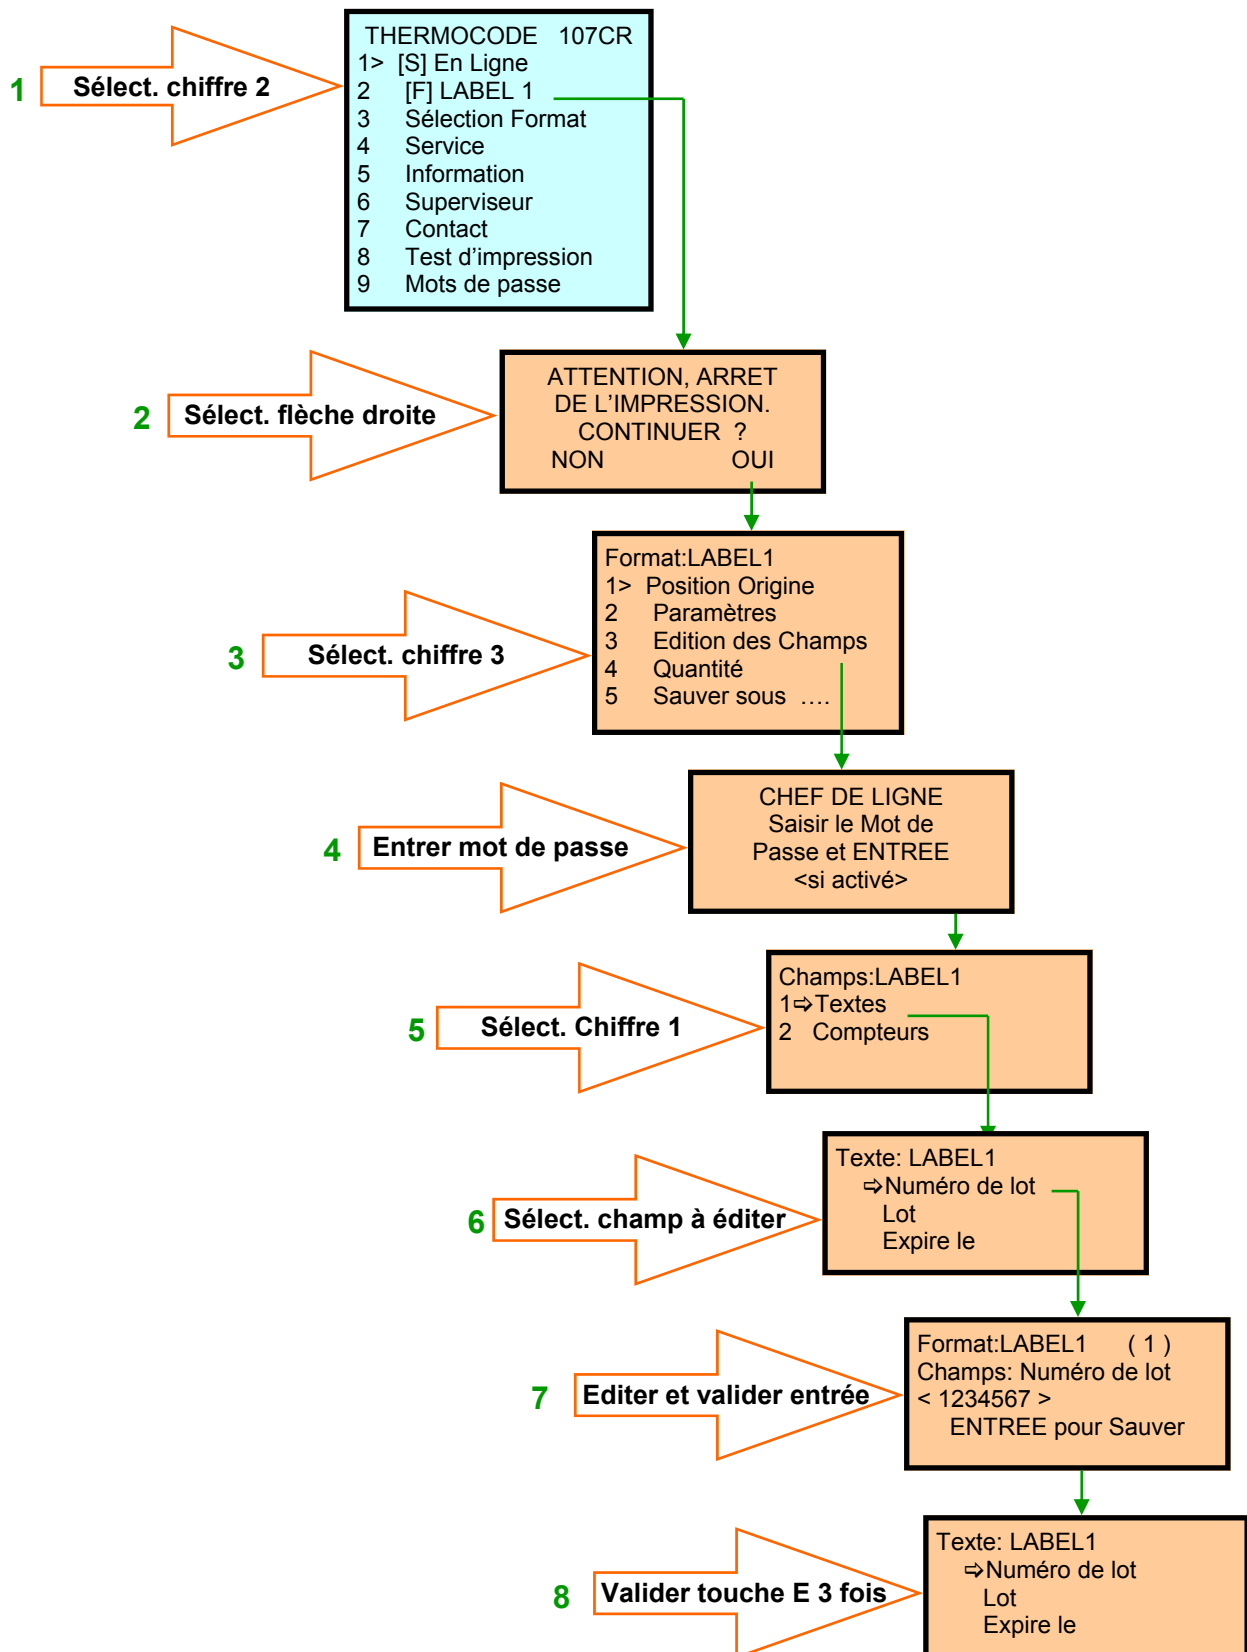 THERMOCODE 107CR
1> [S] En Ligne
2 [F] LABEL 1
3 Sélection Format
4 Service
5 Information
6 Superviseur
7 Contact
8 Test d'impression
9 Mots de passe
1 Sélect. chiffre 2
ATTENTION, ARRET
DE L'IMPRESSION.
CONTINUER ?
NON OUI
2 Sélect. flèche droite
Format:LABEL1
1> Position Origine
2 Paramètres
3 Edition des Champs
4 Quantité
5 Sauver sous ....
3 Sélect. chiffre 3
CHEF DE LIGNE
Saisir le Mot de
Passe et ENTREE
<si activé>
4 Entrer mot de passe
Champs:LABEL1
1⇨Textes
2 Compteurs
5 Sélect. Chiffre 1
Texte: LABEL1
⇨Numéro de lot
Lot
Expire le
6 Sélect. champ à éditer
Format:LABEL1 ( 1 )
Champs: Numéro de lot
< 1234567 >
ENTREE pour Sauver
7 Editer et valider entrée
Texte: LABEL1
⇨Numéro de lot
Lot
Expire le
8 Valider touche E 3 fois